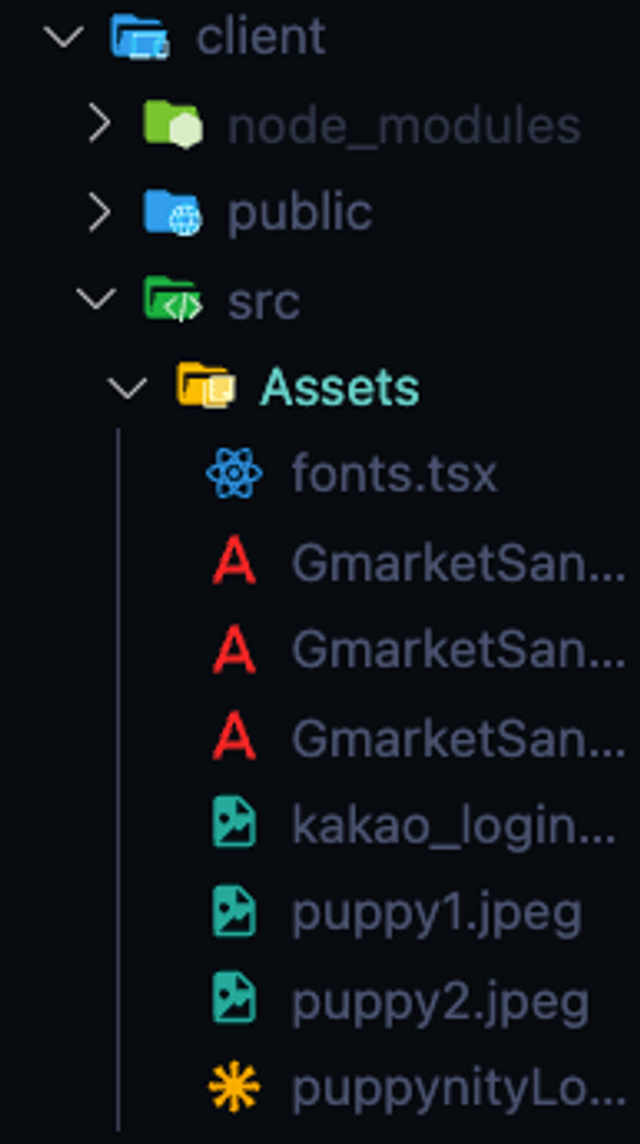 client
node_modules
public
src
Assets
fonts.tsx
GmarketSan...
GmarketSan...
GmarketSan...
kakao_login...
puppy1.jpeg
puppy2.jpeg
puppynityLo...